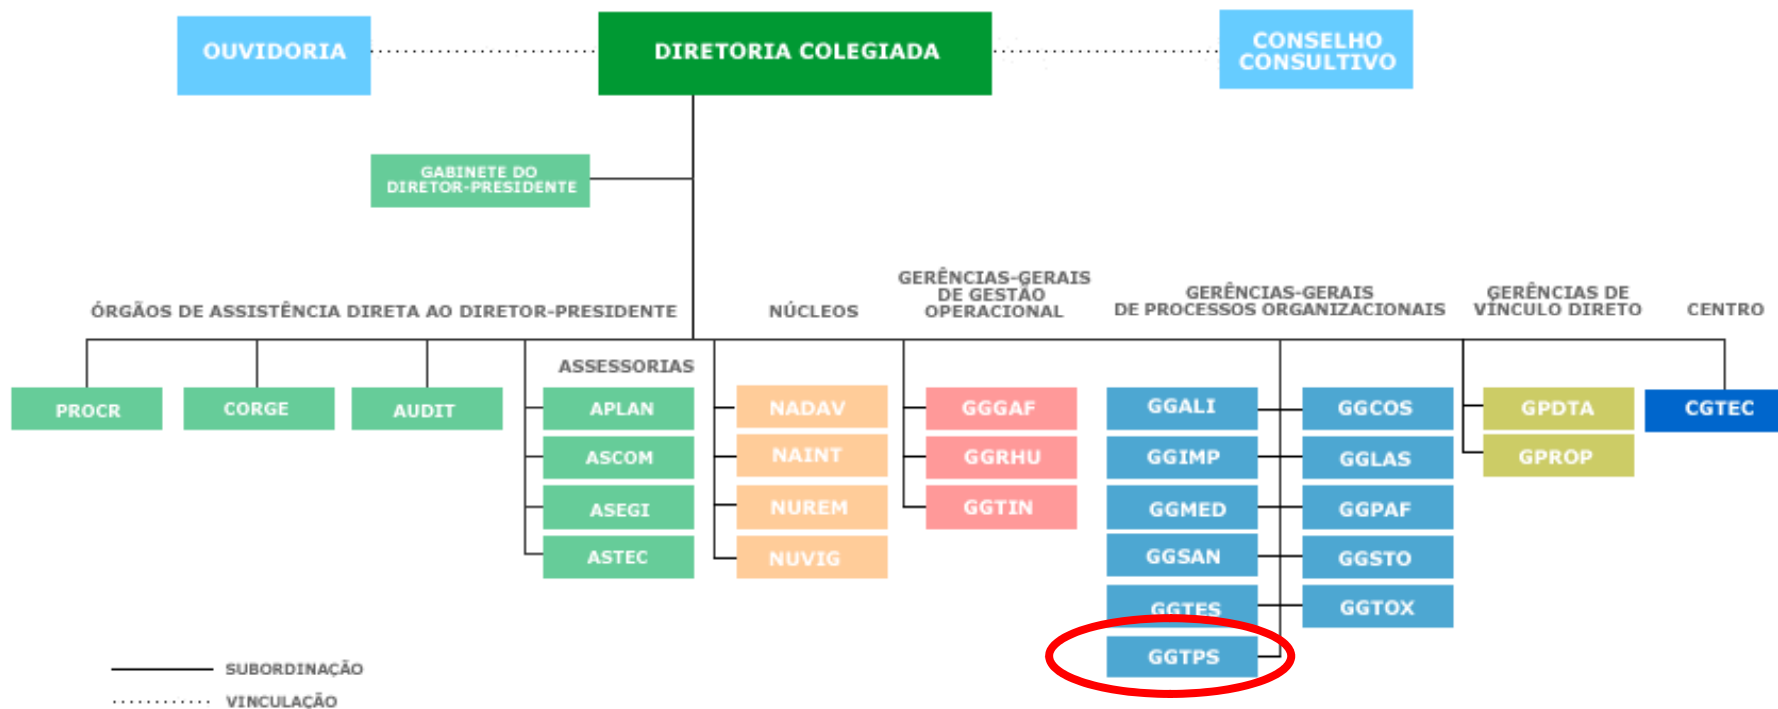 OUVIDORIA
DIRETORIA COLEGIADA
CONSELHO
CONSULTIVO
GABINETE DO
DIRETOR-PRESIDENTE
ÓRGÃOS DE ASSISTÊNCIA DIRETA AO DIRETOR-PRESIDENTE
NÚCLEOS
GERÊNCIAS-GERAIS
DE GESTÃO
OPERACIONAL
GERÊNCIAS-GERAIS
DE PROCESSOS ORGANIZACIONAIS
GERÊNCIAS DE
VÍNCULO DIRETO
CENTRO
ASSESSORIAS
PROCR
CORGE
AUDIT
APLAN
ASCOM
ASEGI
ASTEC
NADAV
NAINT
NUREM
NUVIG
GGGAF
GGRHU
GGTIN
GGALI
GGIMP
GGMED
GGSAN
GGTES
GGTPS
GGCOS
GGLAS
GGPAF
GGSTO
GGTOX
GPDTA
GPROP
CGTEC
SUBORDINAÇÃO
VINCULAÇÃO